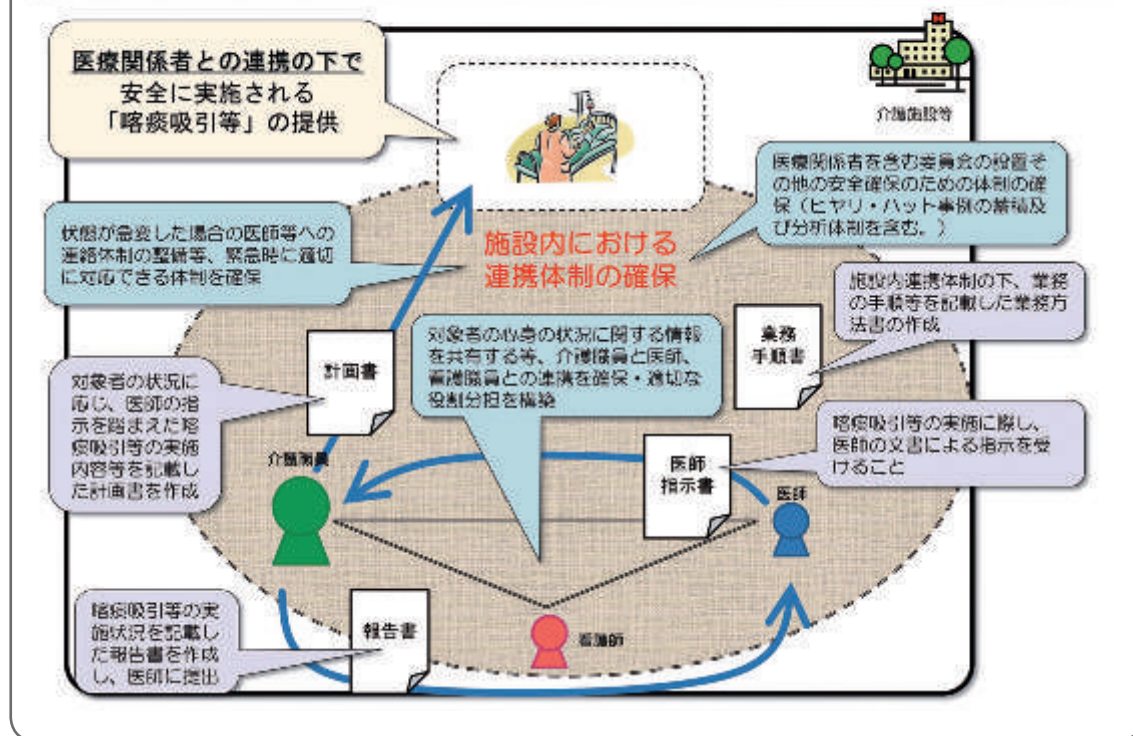 医療関係者との連携の下で
安全に実施される
「喀痰吸引等」の提供
介護施設等
医療関係者を含む委員会の設置そ
の他の安全確保のための体制の確
保（ヒヤリ・ハット事例の蓄積及
び分析体制を含む。）
状態が急変した場合の医師等への
連絡体制の整備等、緊急時に適切
に対応できる体制を確保
施設内における
連携体制の確保
施設内連携体制の下、業務
の手順等を記載した業務方
法書の作成
対象者の心身の状況に関する情報
を共有する等、介護職員と医師、
看護職員との連携を確保・適切な
役割分担を構築
計画書
業務
手順書
対象者の状況に
応じ、医師の指
示を踏まえた喀
痰吸引等の実施
内容等を記載し
た計画書を作成
喀痰吸引等の実施に際し、
医師の文書による指示を受
けること
介護職員
医師
指示書
医師
喀痰吸引等の実
施状況を記載し
た報告書を作成
し、医師に提出
報告書
看護師